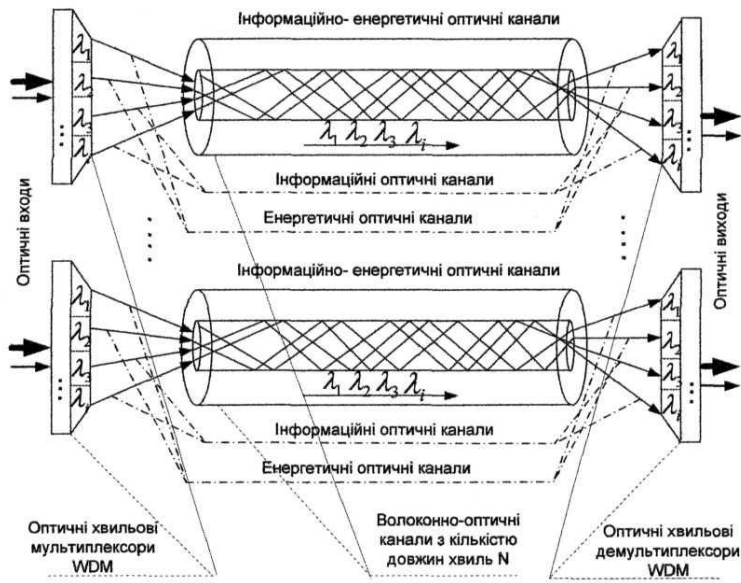 Інформаційно- енергетичні оптичні канали
λ1
λ2
λ3
λi
...
λ1 λ2 λ3 λi
λ1
λ2
λ3
λi
...
Інформаційні оптичні канали
Енергетичні оптичні канали
Оптичні входи
Оптичні виходи
Інформаційно- енергетичні оптичні канали
λ1
λ2
λ3
λi
...
λ1 λ2 λ3 λi
λ1
λ2
λ3
λi
...
Інформаційні оптичні канали
Енергетичні оптичні канали
Оптичні хвильові
мультиплексори
WDM
Волоконно-оптичні
канали з кількістю
довжин хвиль N
Оптичні хвильові
демультиплексори
WDM